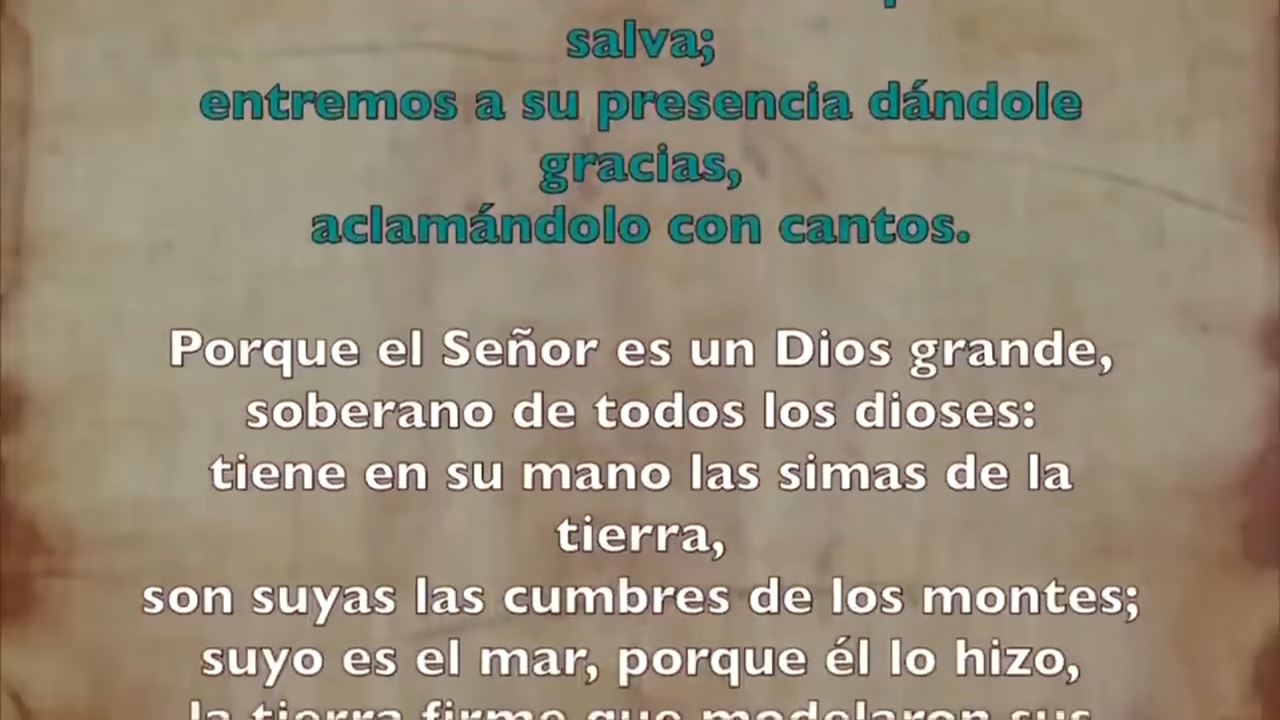 salva;
entremos a su presencia dándole
gracias,
aclamándolo con cantos.
Porque el Señor es un Dios grande,
soberano de todos los dioses:
tiene en su mano las simas de la
tierra,
son suyas las cumbres de los montes;
suyo es el mar, porque él lo hizo,
la tierra firme que modelaron sus